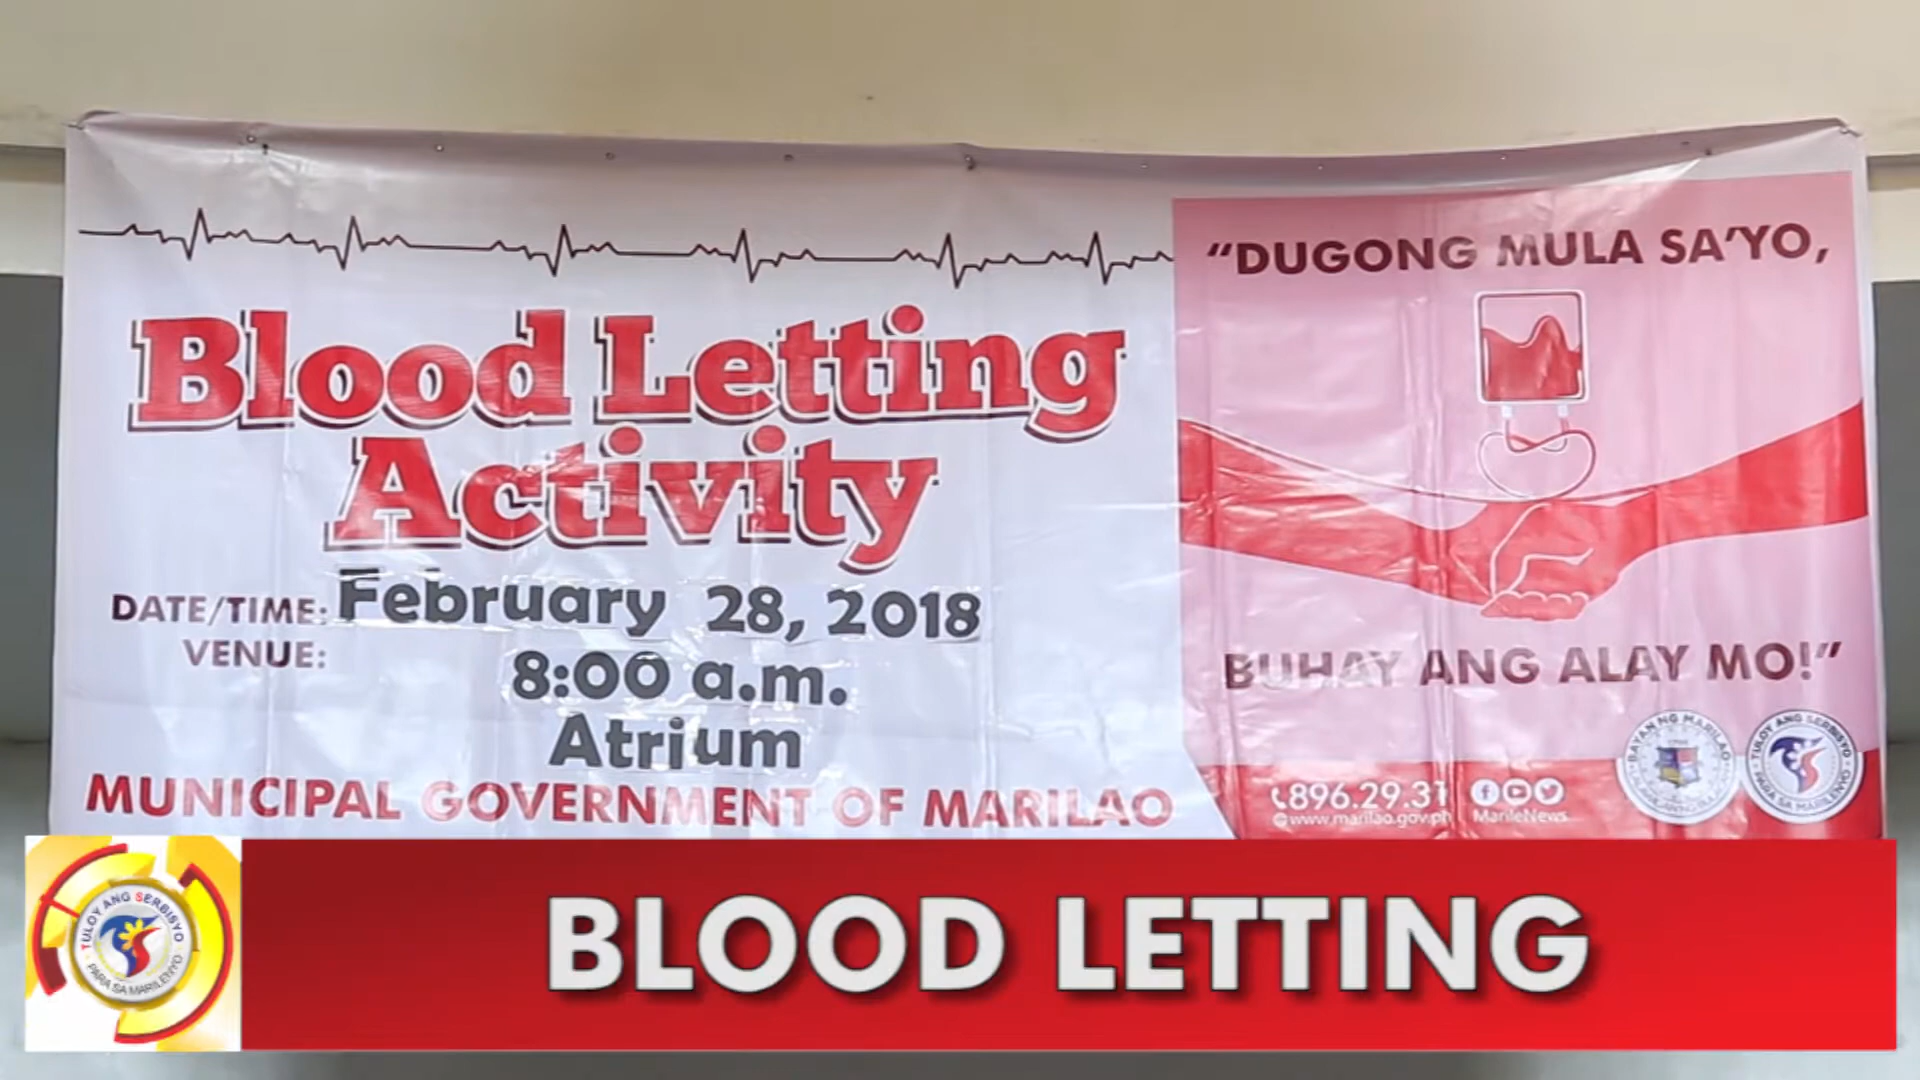 Blood Letting
Activity
DATE/TIME: February 28, 2018
VENUE:
8:00 a.m.
Atrium
MUNICIPAL GOVERNMENT OF MARILAO
"DUGONG MULA SA'YO,
BUHAY ANG ALAY MO!"
896.29.31
www.marilao.gov.ph
MarileNews
BAYAN NG MARILAO
TULOY ANG SERBISYO
PARA SA MARILENYO
TULOY ANG SERBISYO
PARA SA MARILENYO
BLOOD LETTING